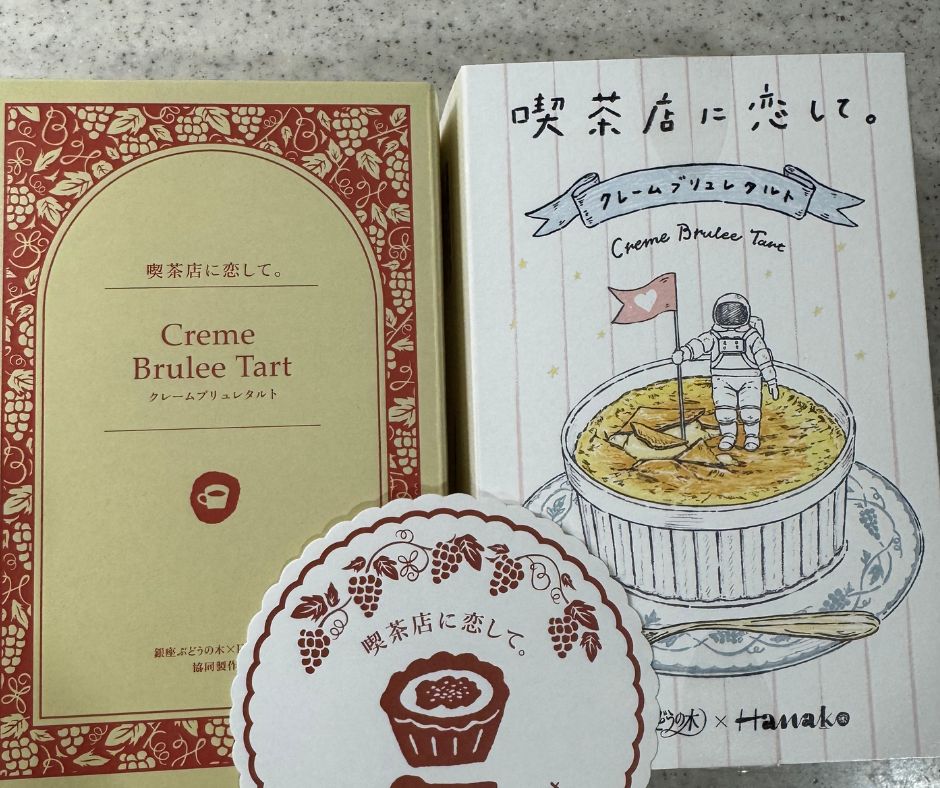 喫茶店に恋して。
Creme
Brulee Tart
クレームブリュレタルト
銀座ぶどうの木×
協同製作
喫茶店に恋して。
クレームブリュレタルト
Creme Brulee Tart
ぶどうの木) × Hanako
喫茶店に恋して。